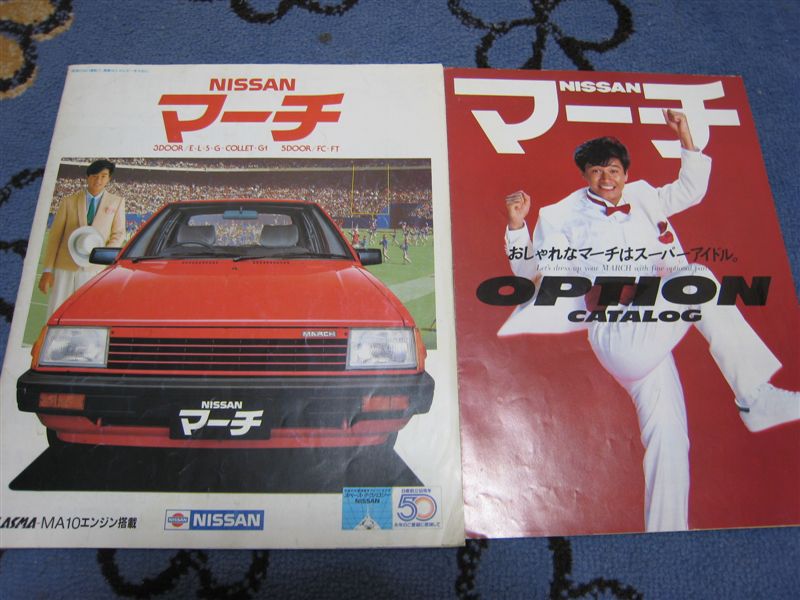 NISSAN
マーチ
3DOOR/E・L・S・G・COLLET・G1 5DOOR/FC・FT
MARCH
NISSAN
マーチ
PLASMA-MA10エンジン搭載
NISSAN
NISSAN
50
NISSAN
マーチ
おしゃれなマーチはスーパーアイドル。
Let's dress up your MARCH with fine optional part.
OPTION
CATALOG